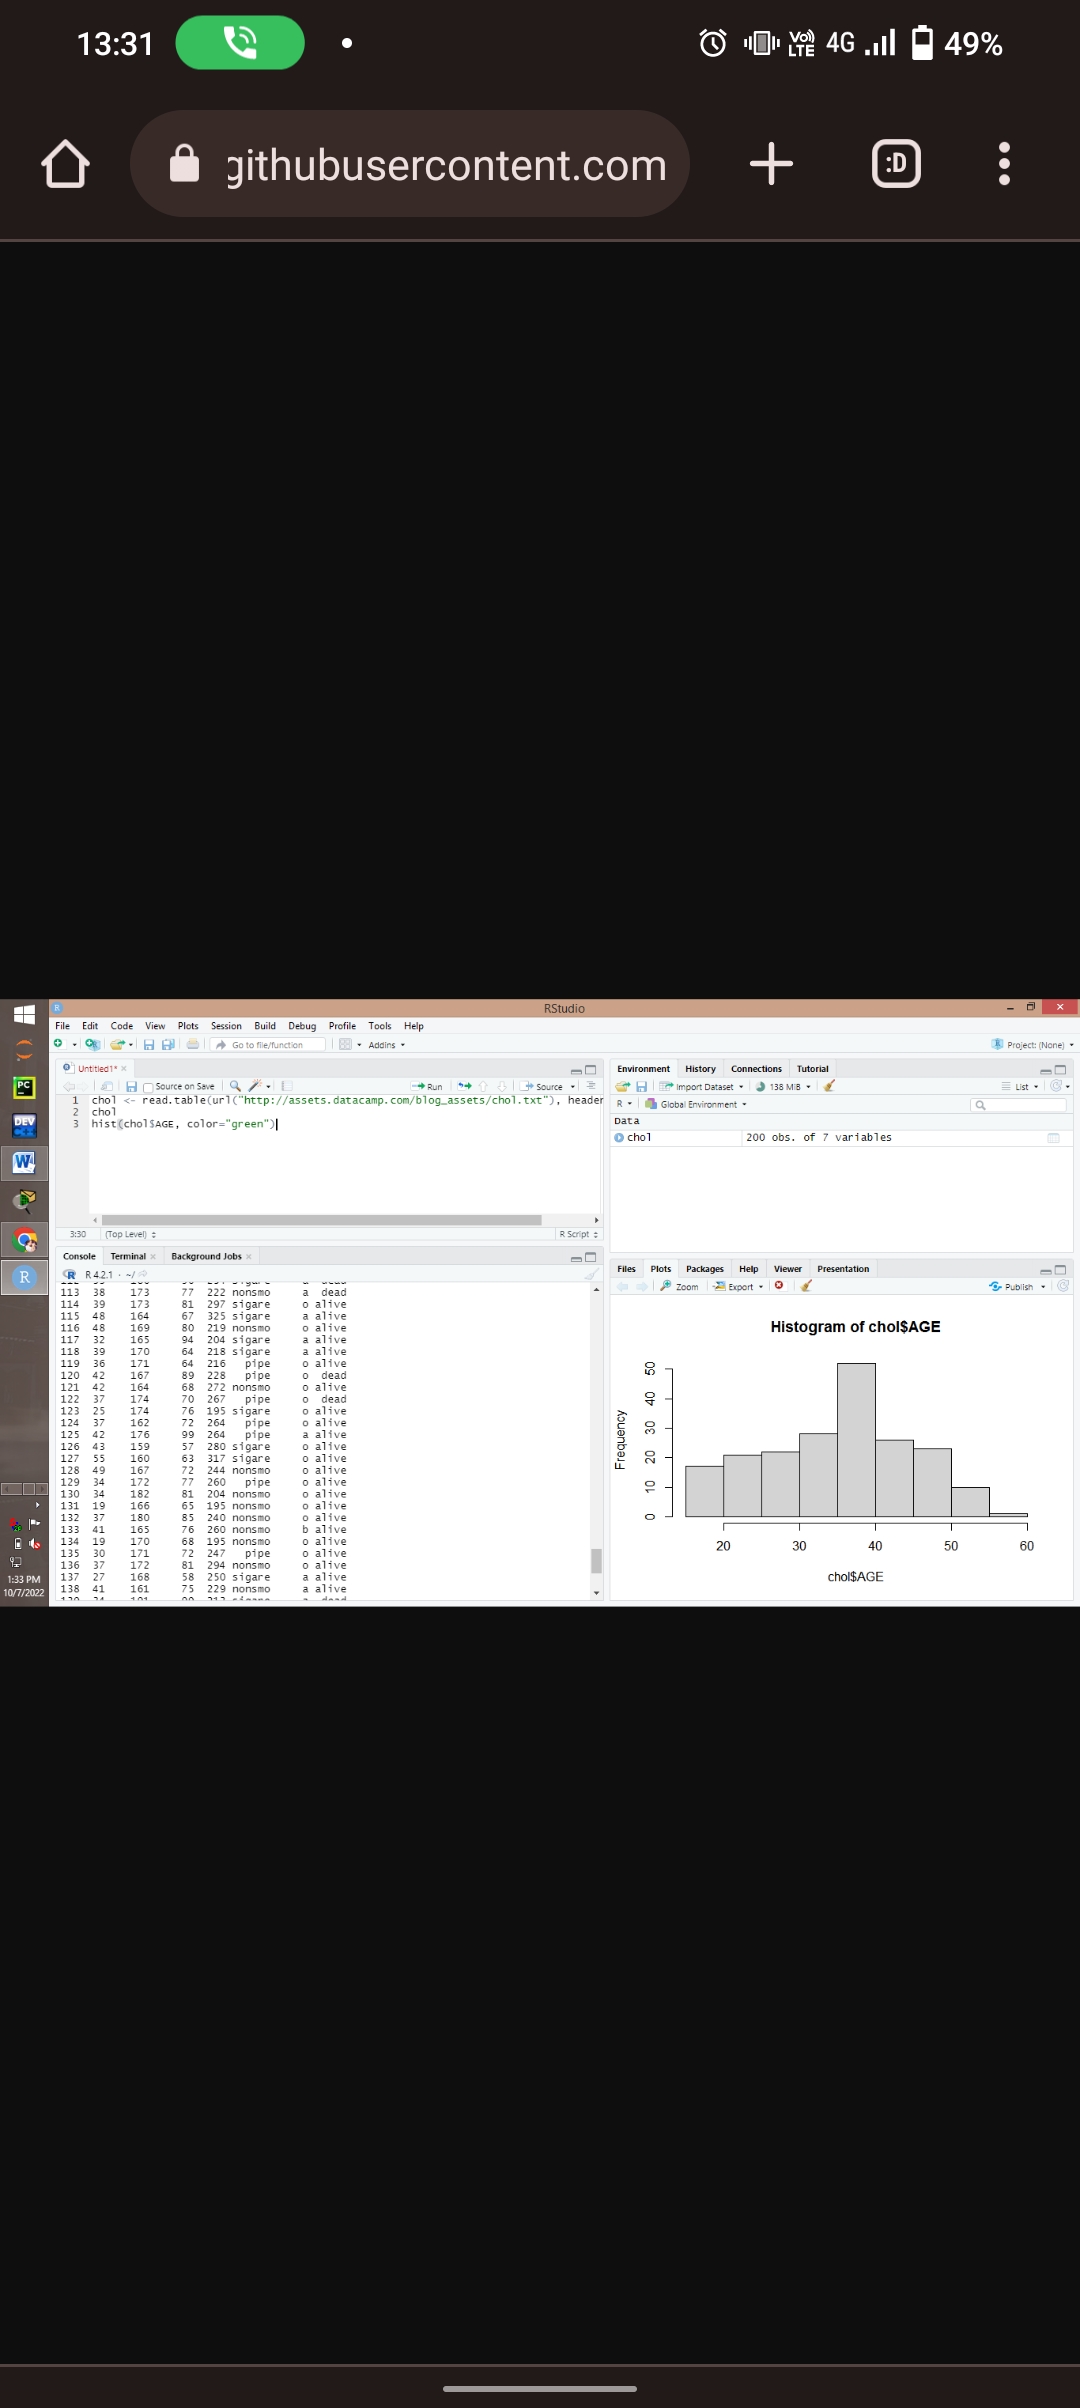 13:31
Vo)) LTE 4G 49%
githubusercontent.com
:D
RStudio
File Edit Code View Plots Session Build Debug Profile Tools Help
Go to file/function Addins
Project: (None)
Untitled1*
Source on Save Run Source
1 chol <- read.table(url("http://assets.datacamp.com/blog_assets/chol.txt"), header
2 chol
3 hist(chol$AGE, color="green")
3:30 (Top Level) R Script
Console Terminal Background Jobs
R 4.2.1 · ~/
113 38 173 77 222 nonsmo a dead
114 39 173 81 297 sigare o alive
115 48 164 67 325 sigare a alive
116 48 169 80 219 nonsmo o alive
117 32 165 94 204 sigare a alive
118 39 170 64 218 sigare a alive
119 36 171 64 216 pipe o alive
120 42 167 89 228 pipe o dead
121 42 164 68 272 nonsmo o alive
122 37 174 70 267 pipe o dead
123 25 174 76 195 sigare o alive
124 37 162 72 264 pipe o alive
125 42 176 99 264 pipe a alive
126 43 159 57 280 sigare o alive
127 55 160 63 317 sigare o alive
128 49 167 72 244 nonsmo o alive
129 34 172 77 260 pipe o alive
130 34 182 81 204 nonsmo o alive
131 19 166 65 195 nonsmo o alive
132 37 180 85 240 nonsmo o alive
133 41 165 76 260 nonsmo b alive
134 19 170 68 195 nonsmo o alive
135 30 171 72 247 pipe o alive
136 37 172 81 294 nonsmo o alive
137 27 168 58 250 sigare a alive
138 41 161 75 229 nonsmo a alive
Environment History Connections Tutorial
Import Dataset 138 MiB List
R Global Environment
Data
chol 200 obs. of 7 variables
Files Plots Packages Help Viewer Presentation
Zoom Export Publish
Histogram of chol$AGE
Frequency
0 10 20 30 40 50
20 30 40 50 60
chol$AGE
PC
DEV C++
W
R
1:33 PM
10/7/2022